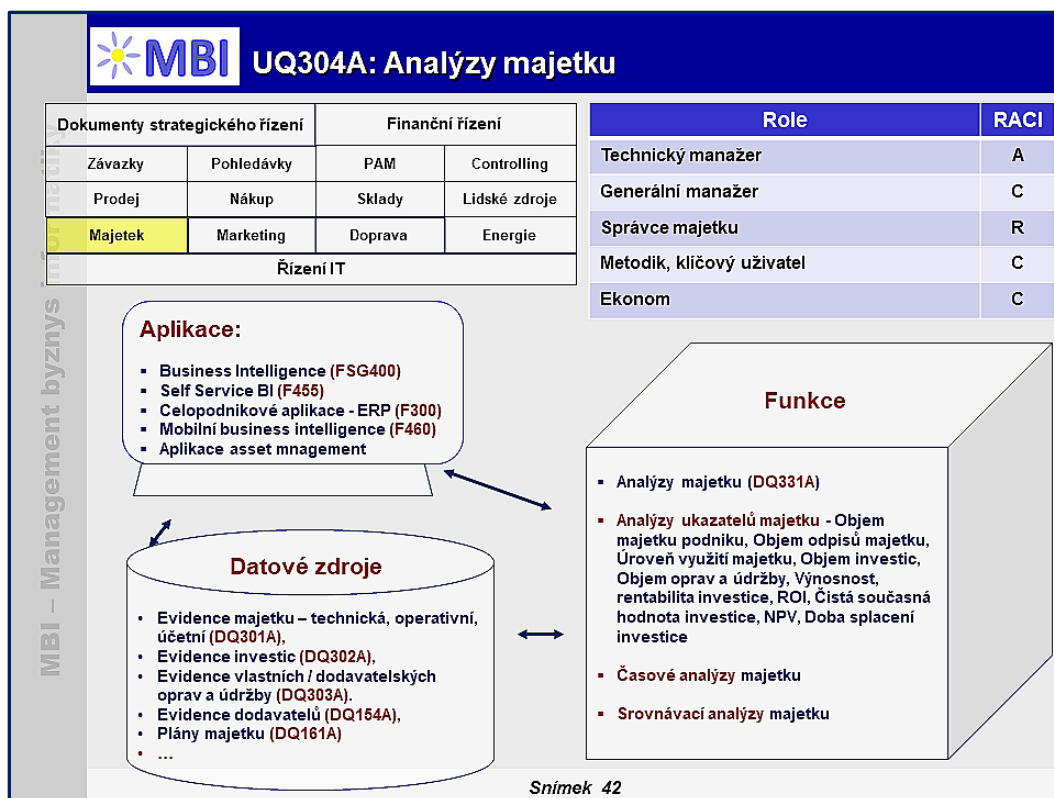 MBI
UQ304A: Analýzy majetku
MBI – Management byznys informatiky
Dokumenty strategického řízení
Finanční řízení
Závazky
Pohledávky
PAM
Controlling
Prodej
Nákup
Sklady
Lidské zdroje
Majetek
Marketing
Doprava
Energie
Řízení IT
Role RACI
Technický manažer A
Generální manažer C
Správce majetku R
Metodik, klíčový uživatel C
Ekonom C
Aplikace:
▪ Business Intelligence (FSG400)
▪ Self Service BI (F455)
▪ Celopodnikové aplikace - ERP (F300)
▪ Mobilní business intelligence (F460)
▪ Aplikace asset mnagement
Datové zdroje
• Evidence majetku – technická, operativní,
účetní (DQ301A),
• Evidence investic (DQ302A),
• Evidence vlastních / dodavatelských
oprav a údržby (DQ303A).
• Evidence dodavatelů (DQ154A),
• Plány majetku (DQ161A)
• ...
Funkce
▪ Analýzy majetku (DQ331A)
▪ Analýzy ukazatelů majetku - Objem
majetku podniku, Objem odpisů majetku,
Úroveň využití majetku, Objem investic,
Objem oprav a údržby, Výnosnost,
rentabilita investice, ROI, Čistá současná
hodnota investice, NPV, Doba splacení
investice
▪ Časové analýzy majetku
▪ Srovnávací analýzy majetku
Snímek 42